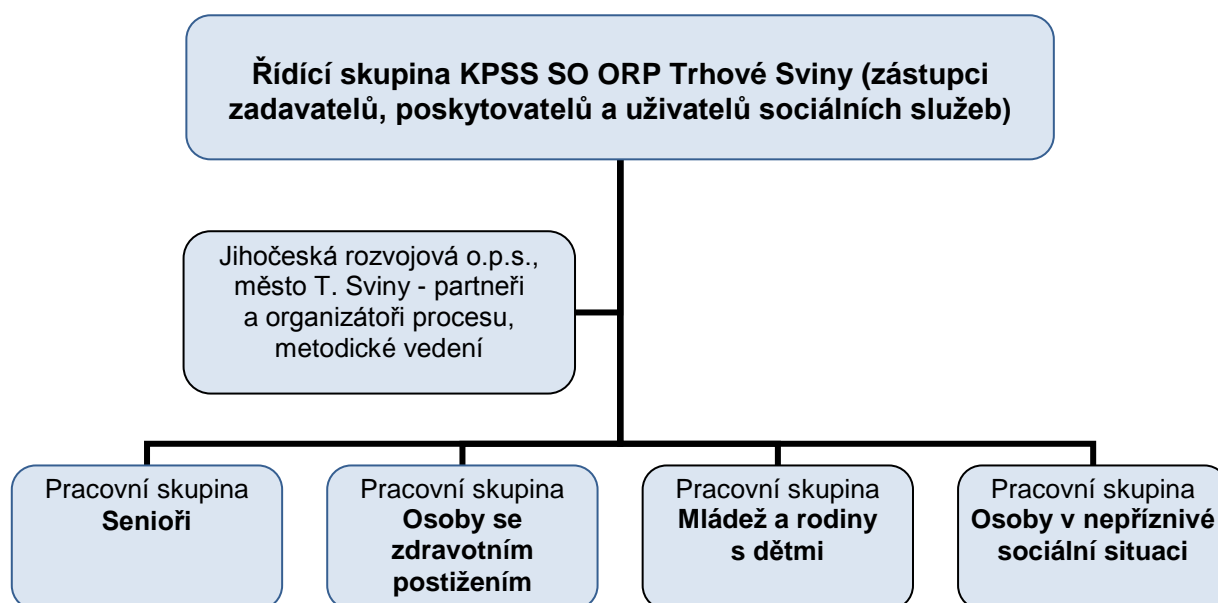 Řídící skupina KPSS SO ORP Trhové Sviny (zástupci
zadavatelů, poskytovatelů a uživatelů sociálních služeb)
Jihočeská rozvojová o.p.s.,
město T. Sviny - partneři
a organizátoři procesu,
metodické vedení
Pracovní skupina
Senioři
Pracovní skupina
Osoby se
zdravotním
postižením
Pracovní skupina
Mládež a rodiny
s dětmi
Pracovní skupina
Osoby v nepříznivé
sociální situaci